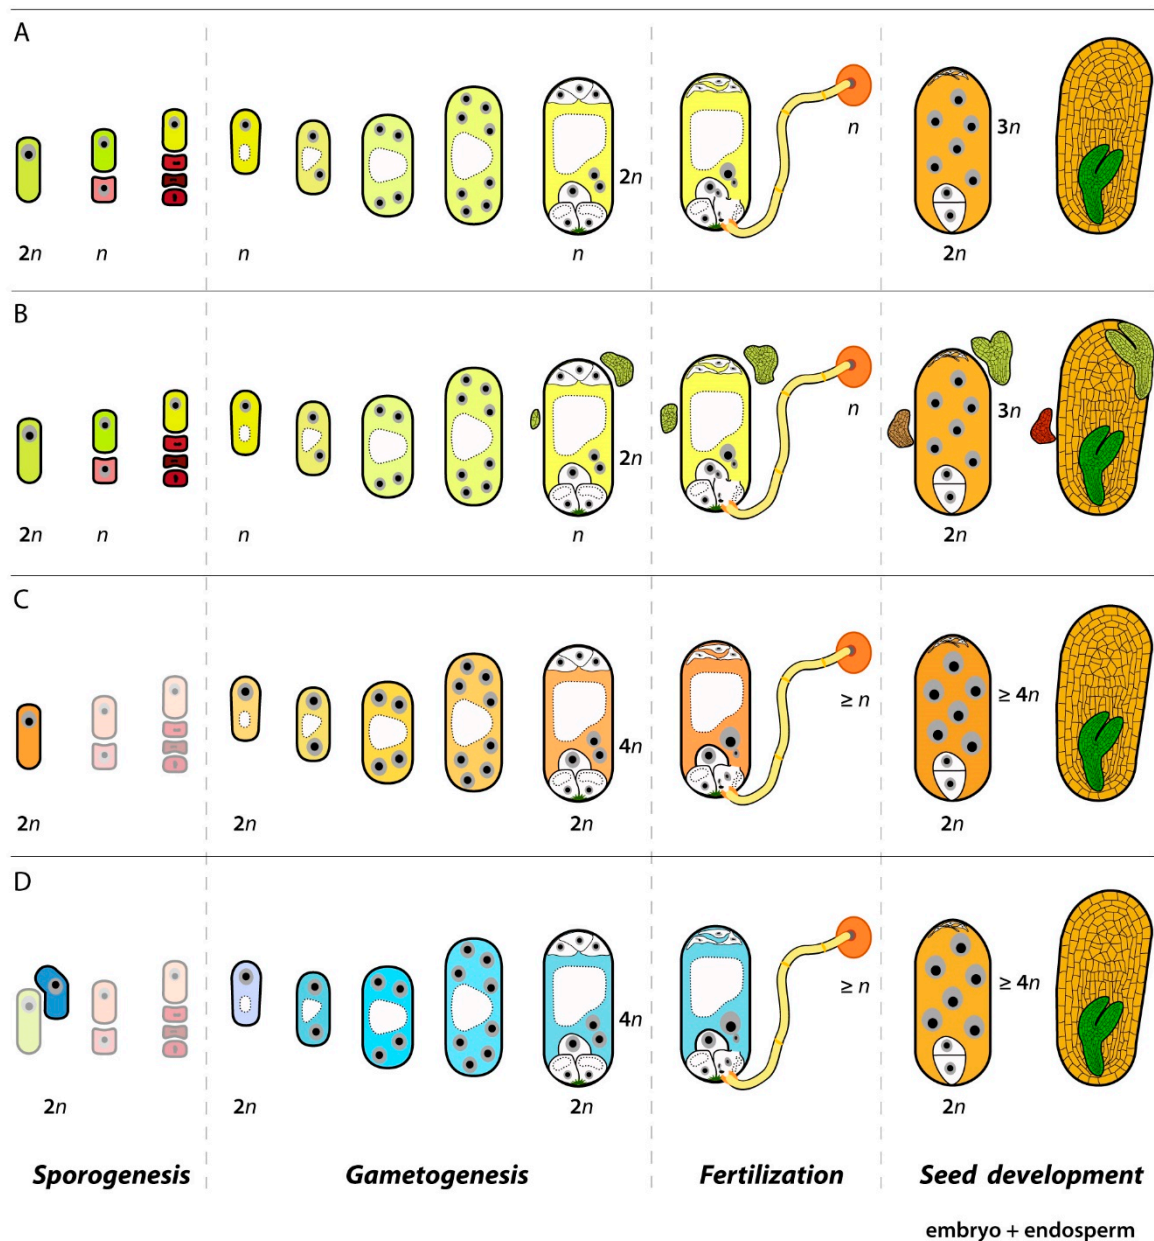 A
n
3n
2n
2n
n
n
n
2n
B
n
3n
2n
2n
n
n
n
2n
C
≥ n
≥ 4n
4n
2n
2n
2n
2n
D
≥ n
≥ 4n
4n
2n
2n
2n
2n
Sporogenesis
Gametogenesis
Fertilization
Seed development
embryo + endosperm